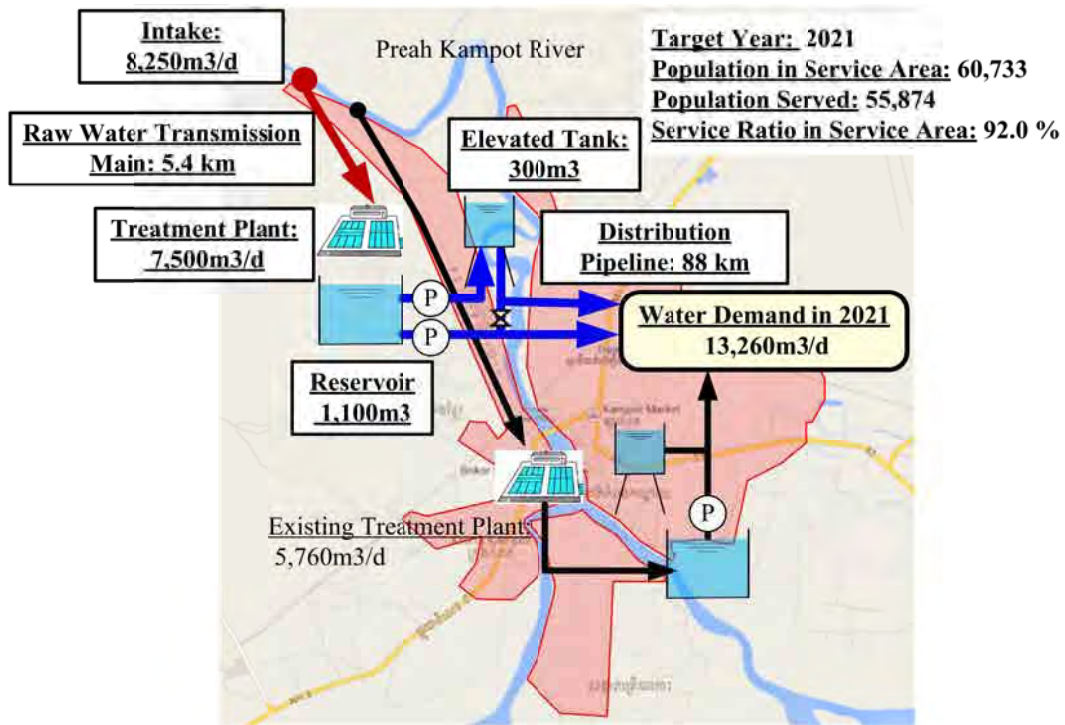 Intake:
8,250m3/d
Preah Kampot River
Target Year: 2021
Population in Service Area: 60,733
Population Served: 55,874
Service Ratio in Service Area: 92.0 %
Raw Water Transmission
Main: 5.4 km
Elevated Tank:
300m3
Treatment Plant:
7,500m3/d
Distribution
Pipeline: 88 km
P
P
Water Demand in 2021
13,260m3/d
Reservoir
1,100m3
Kampot Market
P
Existing Treatment Plant:
5,760m3/d